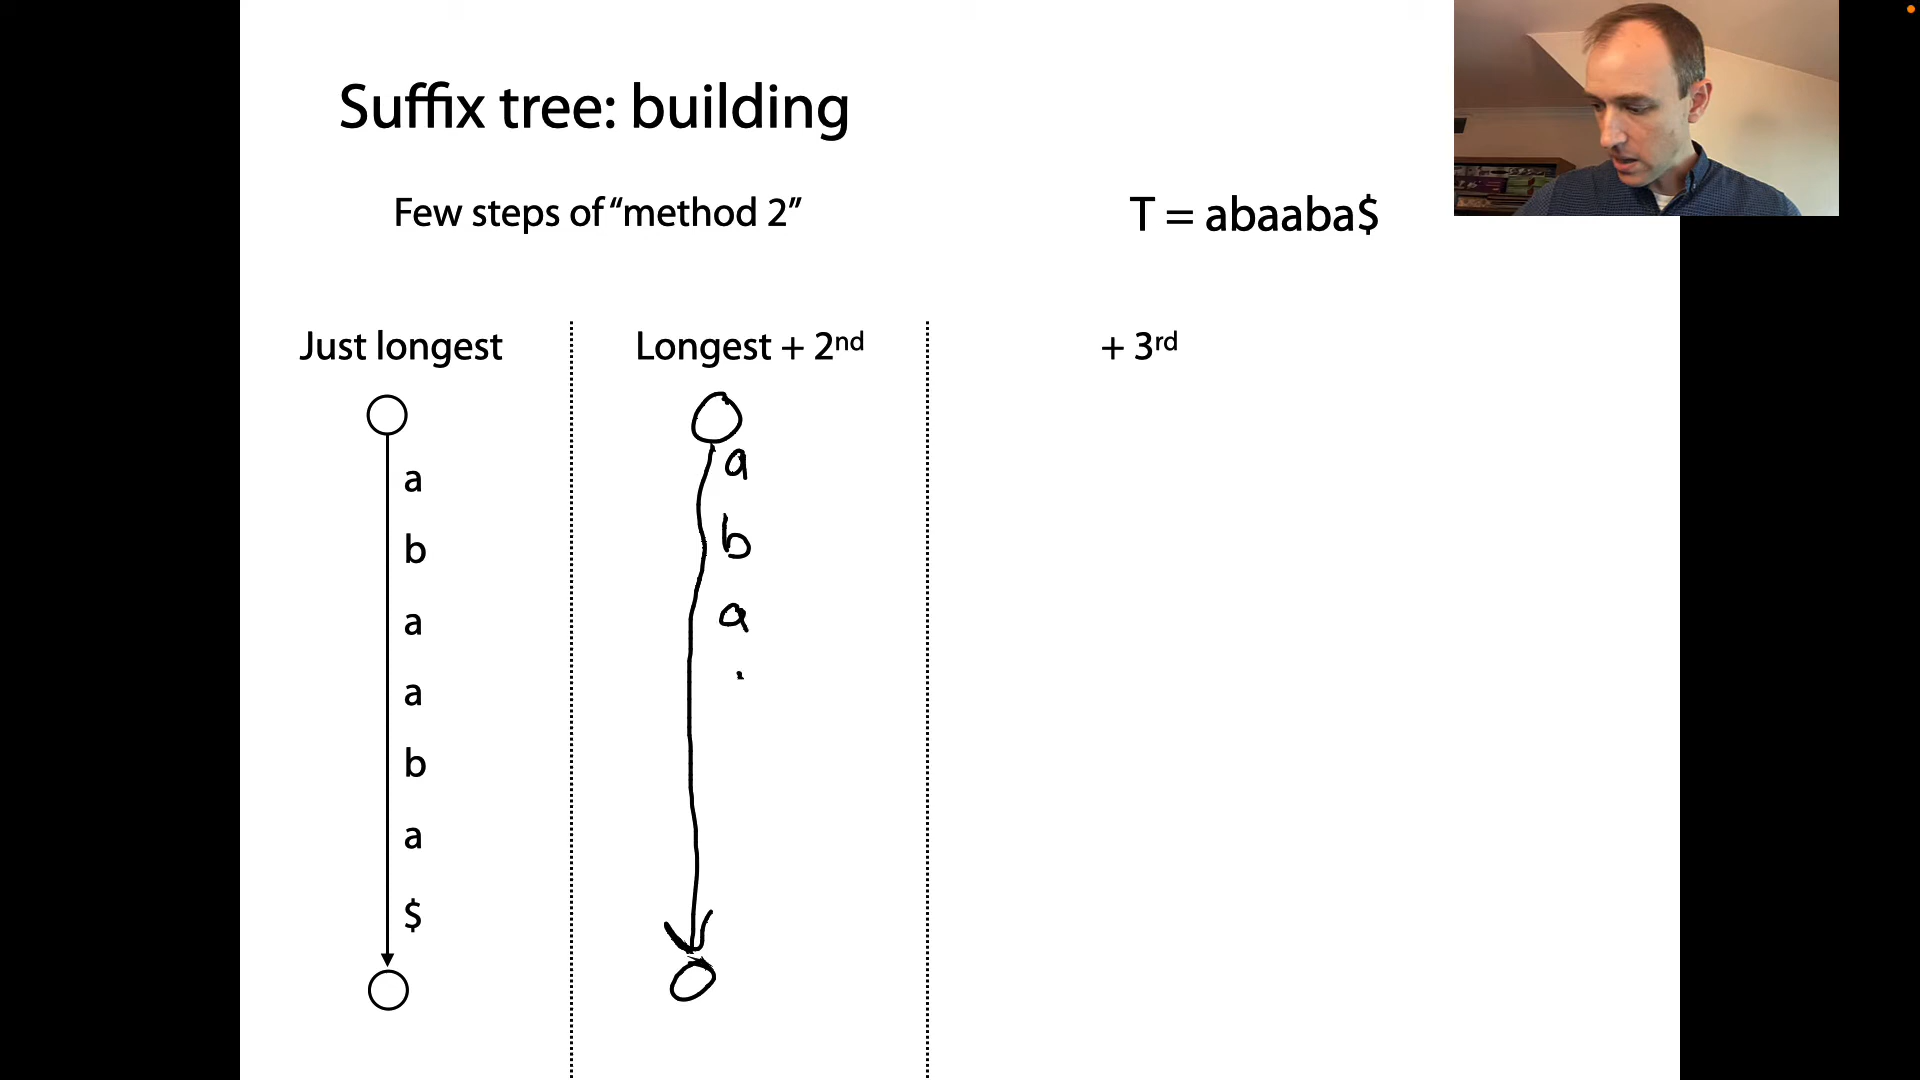 Suffix tree: building
Few steps of “method 2”
T = abaaba$
Just longest
Longest + 2nd
+ 3rd
a
b
a
a
b
a
$
a
b
a